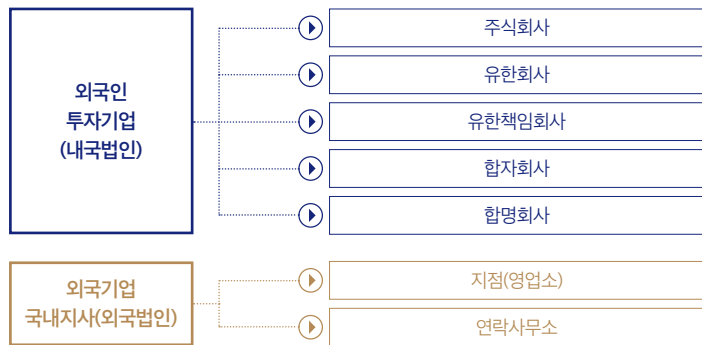 외국인
투자기업
(내국법인)
주식회사
유한회사
유한책임회사
합자회사
합명회사
외국기업
국내지사(외국법인)
지점(영업소)
연락사무소